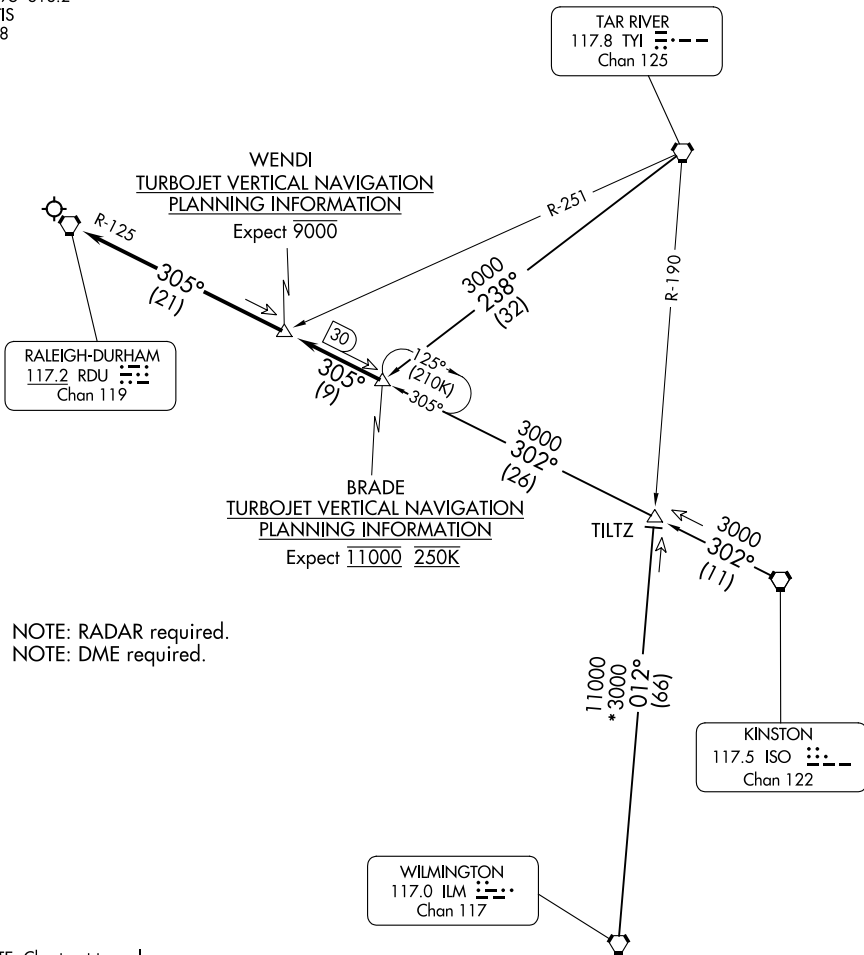 TAR RIVER
117.8 TYI
Chan 125
WENDI
TURBOJET VERTICAL NAVIGATION
PLANNING INFORMATION
Expect 9000
R-251
R-125
305°
(21)
3000
238°
(32)
R-190
RALEIGH-DURHAM
117.2 RDU
Chan 119
30
305°
(9)
125°
(210K)
305°
3000
302°
(26)
BRADE
TURBOJET VERTICAL NAVIGATION
PLANNING INFORMATION
Expect 11000 250K
TILTZ
3000
302°
(11)
NOTE: RADAR required.
NOTE: DME required.
11000
*3000
012°
(66)
KINSTON
117.5 ISO
Chan 122
WILMINGTON
117.0 ILM
Chan 117